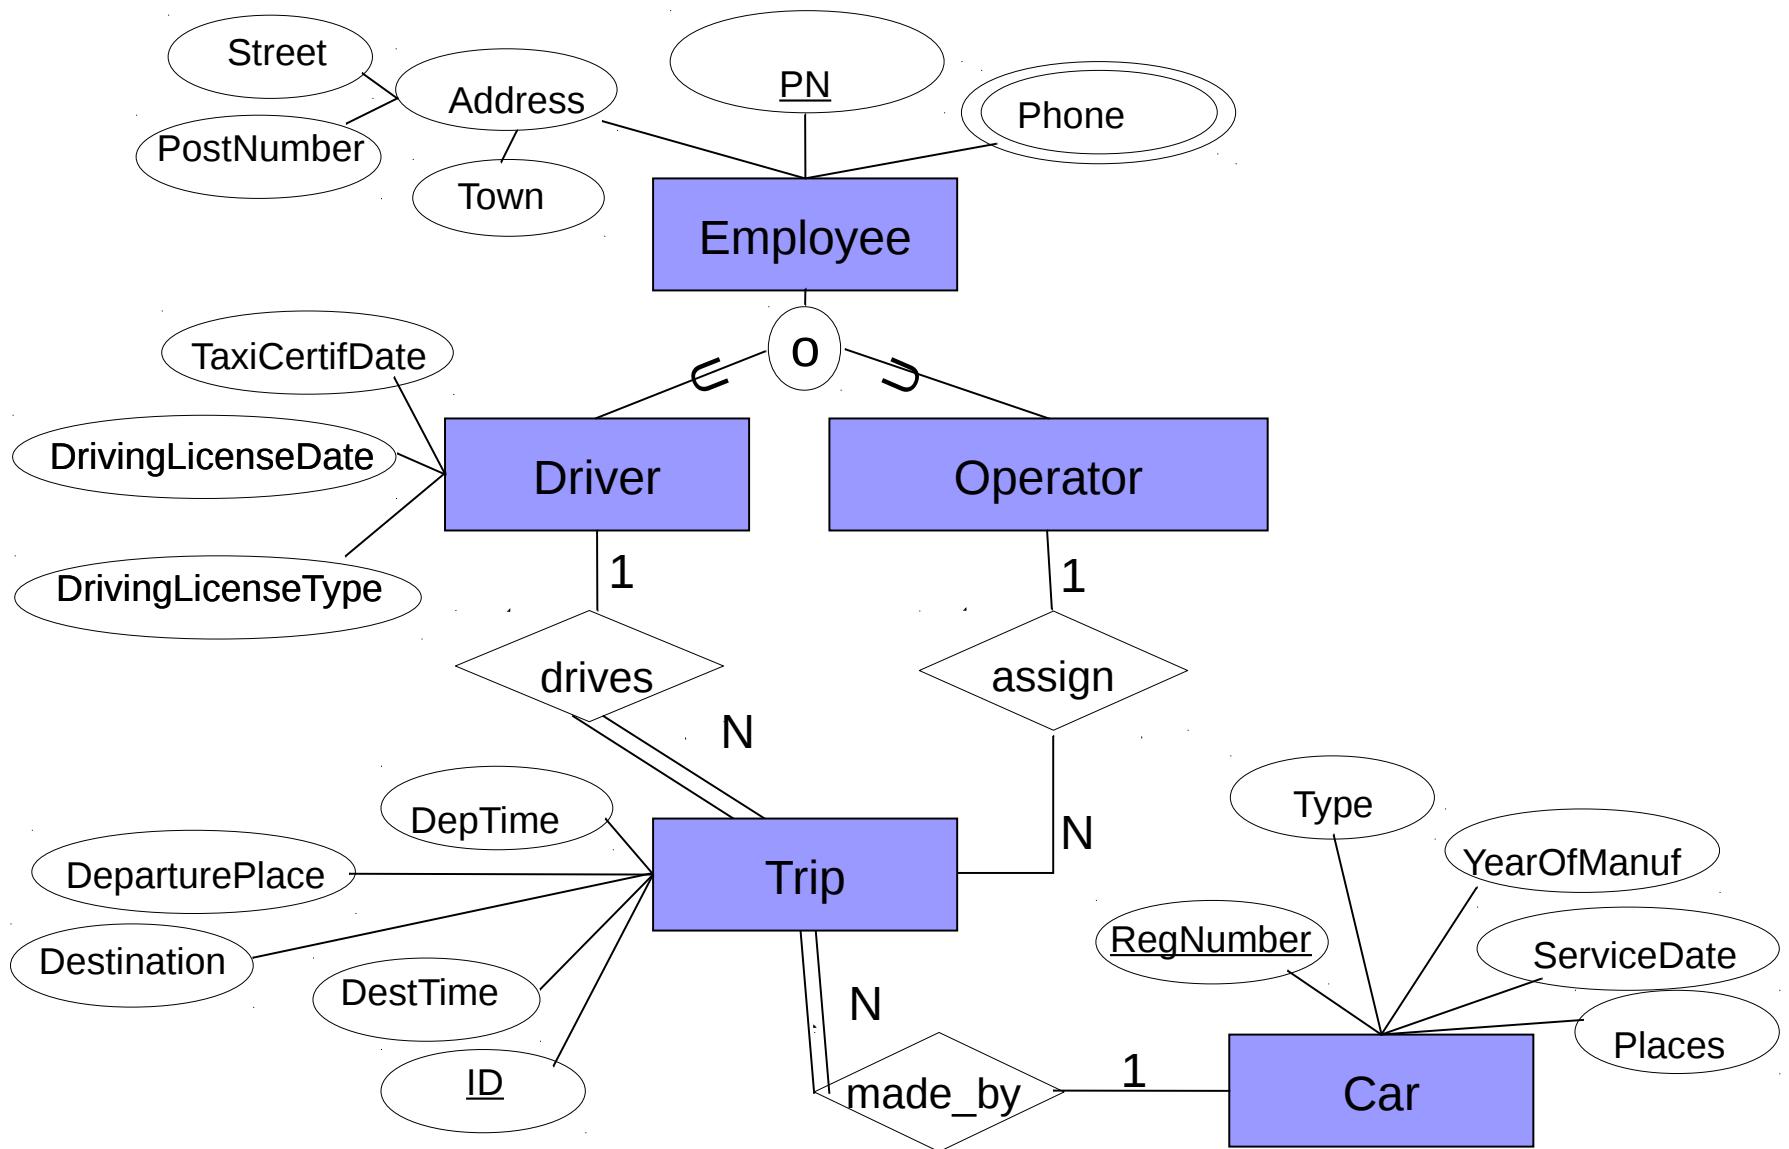 Street
Address
PN
Phone
PostNumber
Town
Employee
o
TaxiCertifDate
DrivingLicenseDate
Driver
Operator
DrivingLicenseType
1
1
drives
assign
N
DepTime
Type
N
YearOfManuf
DeparturePlace
Trip
RegNumber
ServiceDate
Destination
DestTime
N
Places
ID
made_by
1
Car